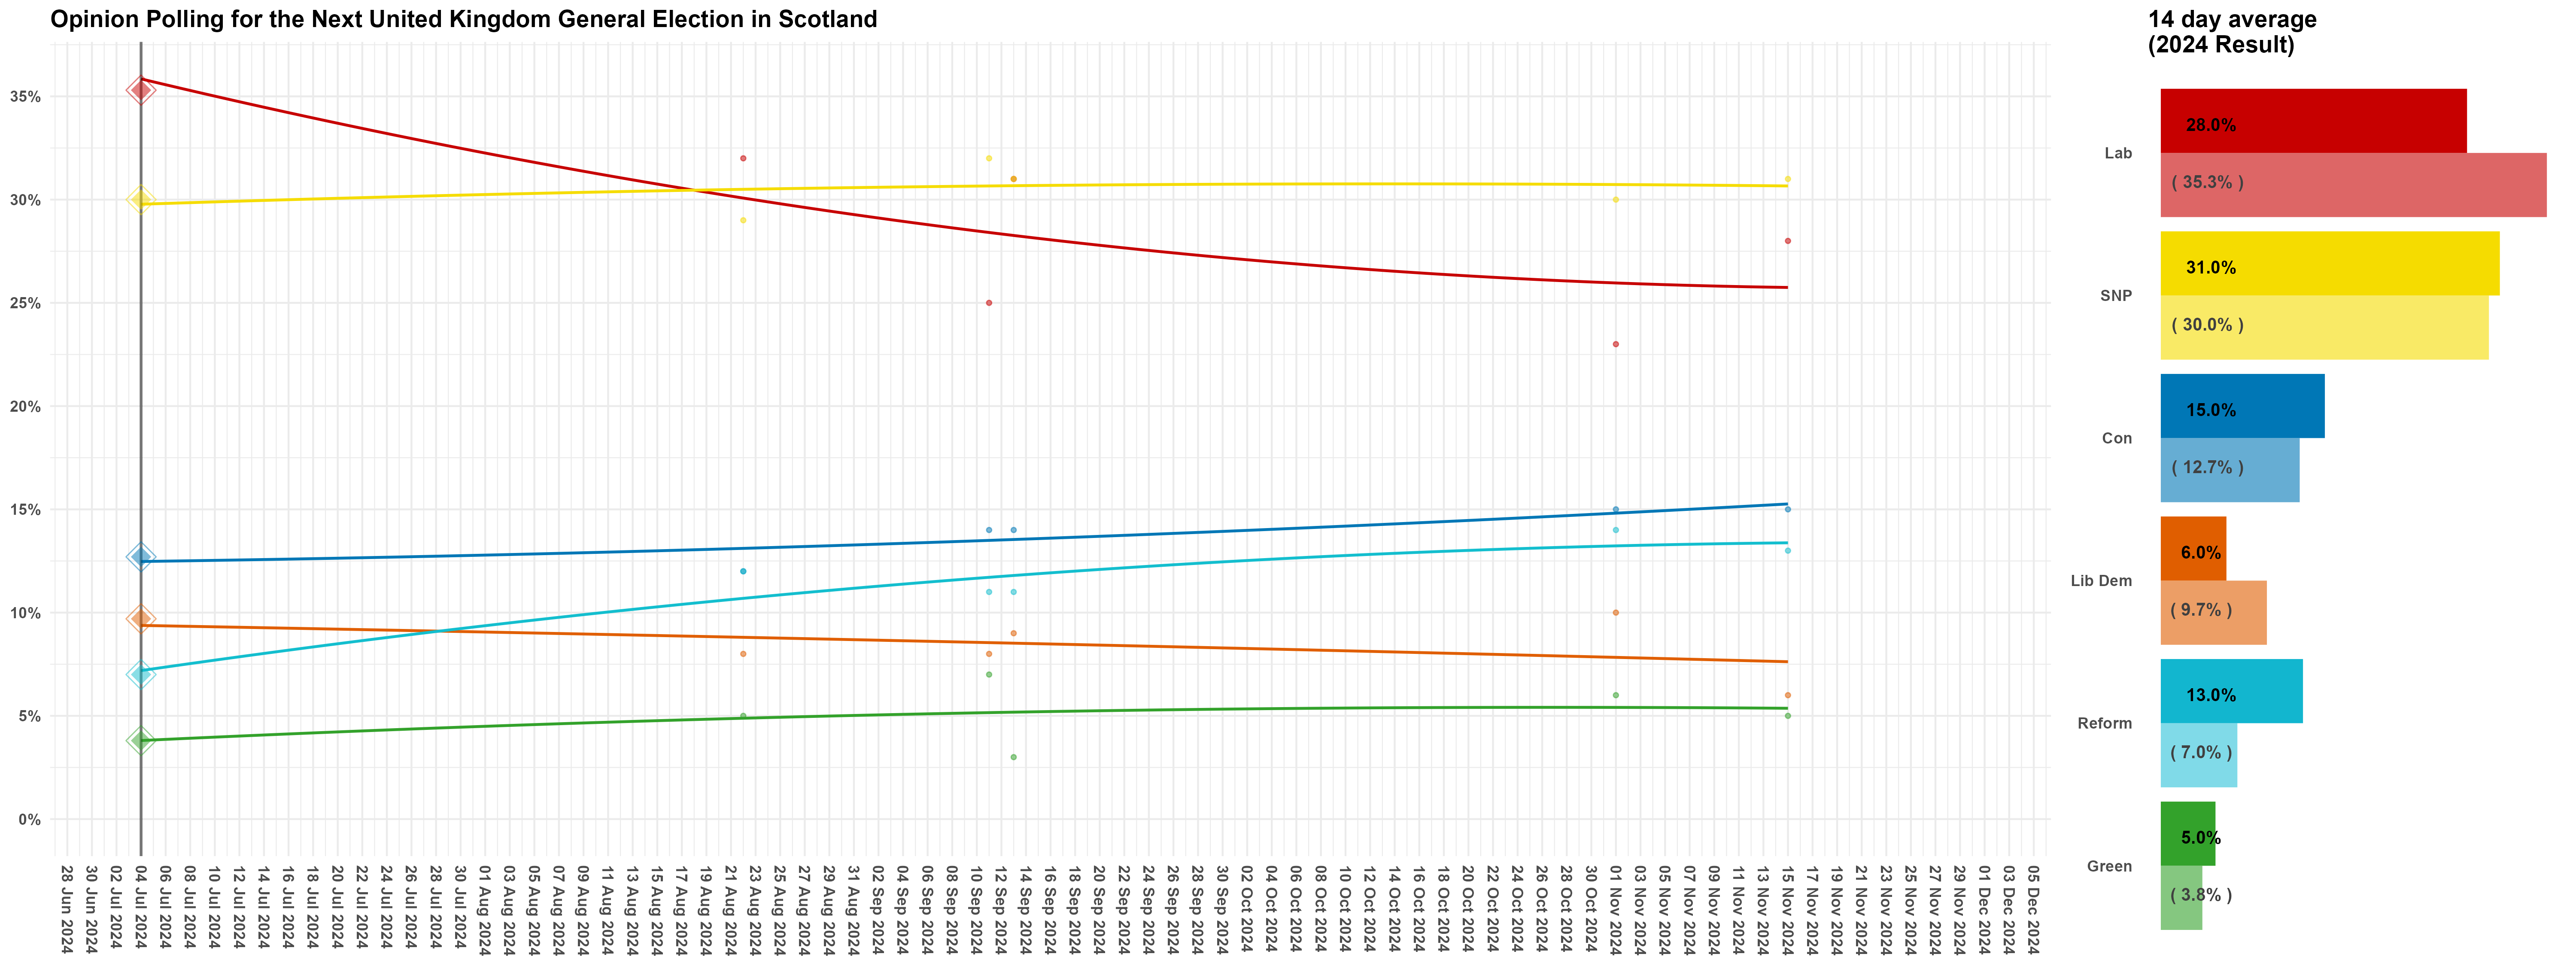 Opinion Polling for the Next United Kingdom General Election in Scotland
35%
30%
25%
20%
15%
10%
5%
0%
28 Jun 2024
30 Jun 2024
02 Jul 2024
04 Jul 2024
06 Jul 2024
08 Jul 2024
10 Jul 2024
12 Jul 2024
14 Jul 2024
16 Jul 2024
18 Jul 2024
20 Jul 2024
22 Jul 2024
24 Jul 2024
26 Jul 2024
28 Jul 2024
30 Jul 2024
01 Aug 2024
03 Aug 2024
05 Aug 2024
07 Aug 2024
09 Aug 2024
11 Aug 2024
13 Aug 2024
15 Aug 2024
17 Aug 2024
19 Aug 2024
21 Aug 2024
23 Aug 2024
25 Aug 2024
27 Aug 2024
29 Aug 2024
31 Aug 2024
02 Sep 2024
04 Sep 2024
06 Sep 2024
08 Sep 2024
10 Sep 2024
12 Sep 2024
14 Sep 2024
16 Sep 2024
18 Sep 2024
20 Sep 2024
22 Sep 2024
24 Sep 2024
26 Sep 2024
28 Sep 2024
30 Sep 2024
02 Oct 2024
04 Oct 2024
06 Oct 2024
08 Oct 2024
10 Oct 2024
12 Oct 2024
14 Oct 2024
16 Oct 2024
18 Oct 2024
20 Oct 2024
22 Oct 2024
24 Oct 2024
26 Oct 2024
28 Oct 2024
30 Oct 2024
01 Nov 2024
03 Nov 2024
05 Nov 2024
07 Nov 2024
09 Nov 2024
11 Nov 2024
13 Nov 2024
15 Nov 2024
17 Nov 2024
19 Nov 2024
21 Nov 2024
23 Nov 2024
25 Nov 2024
27 Nov 2024
29 Nov 2024
01 Dec 2024
03 Dec 2024
05 Dec 2024
14 day average
(2024 Result)
Lab
28.0%
( 35.3% )
SNP
31.0%
( 30.0% )
Con
15.0%
( 12.7% )
Lib Dem
6.0%
( 9.7% )
Reform
13.0%
( 7.0% )
Green
5.0%
( 3.8% )